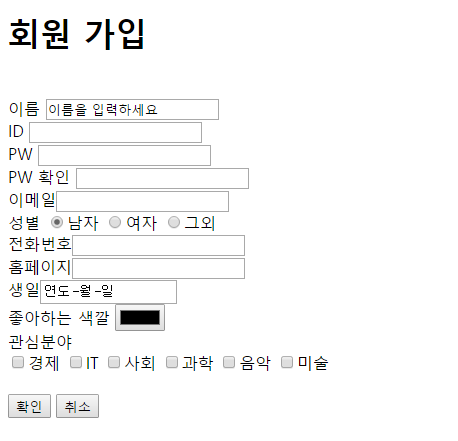 회원 가입
이름 이름을 입력하세요
ID
PW
PW 확인
이메일
성별 남자 여자 그외
전화번호
홈페이지
생일 연도-월-일
좋아하는 색깔
관심분야
경제 IT 사회 과학 음악 미술
확인 취소